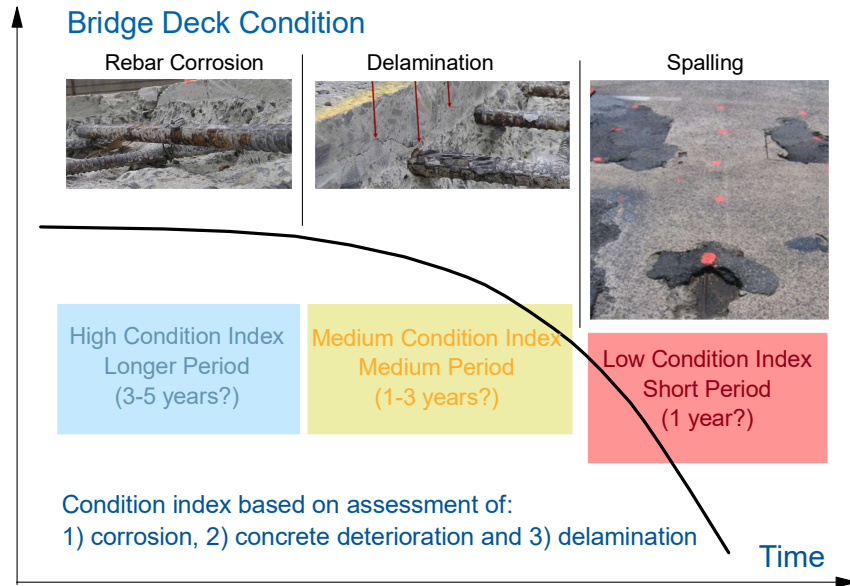 Bridge Deck Condition
Rebar Corrosion
Delamination
Spalling
High Condition Index
Longer Period
(3-5 years?)
Medium Condition Index
Medium Period
(1-3 years?)
Low Condition Index
Short Period
(1 year?)
Condition index based on assessment of:
1) corrosion, 2) concrete deterioration and 3) delamination
Time